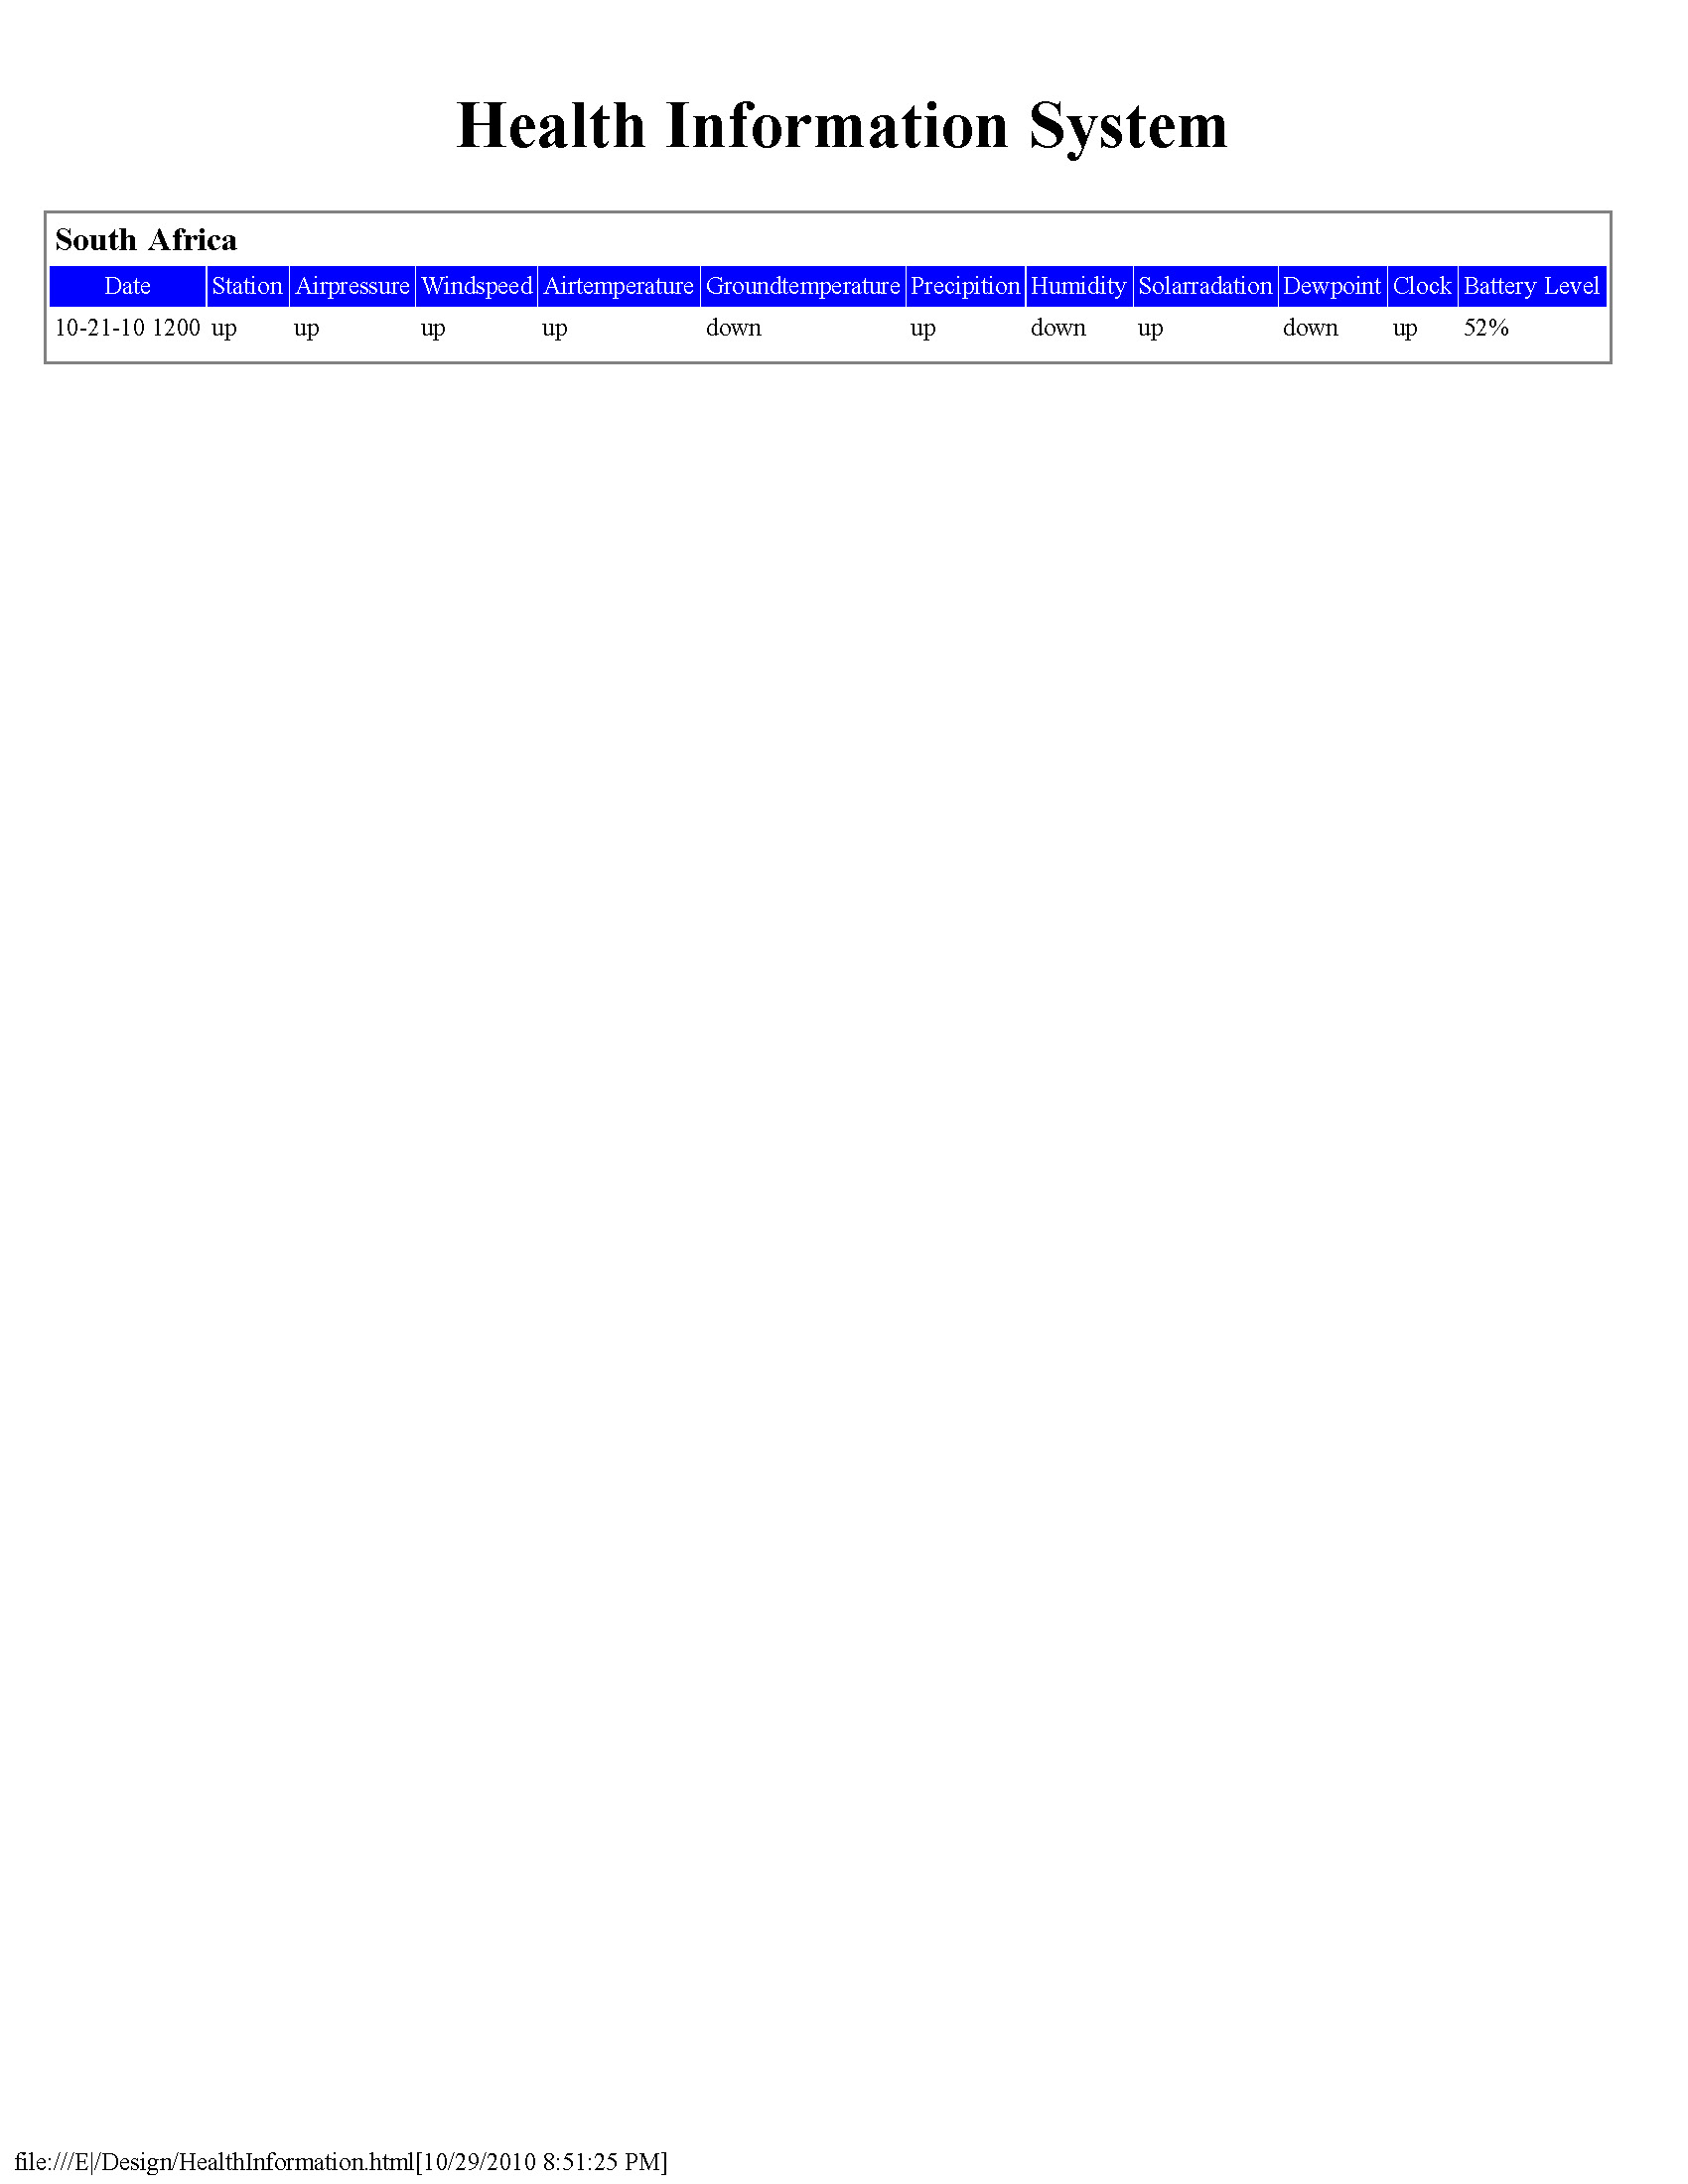 Health Information System
South Africa
Date Station Airpressure Windspeed Airtemperature Groundtemperature Precipition Humidity Solarradation Dewpoint Clock Battery Level
10-21-10 1200 up up up up down up down up down up 52%
file:///E|/Design/HealthInformation.html[10/29/2010 8:51:25 PM]